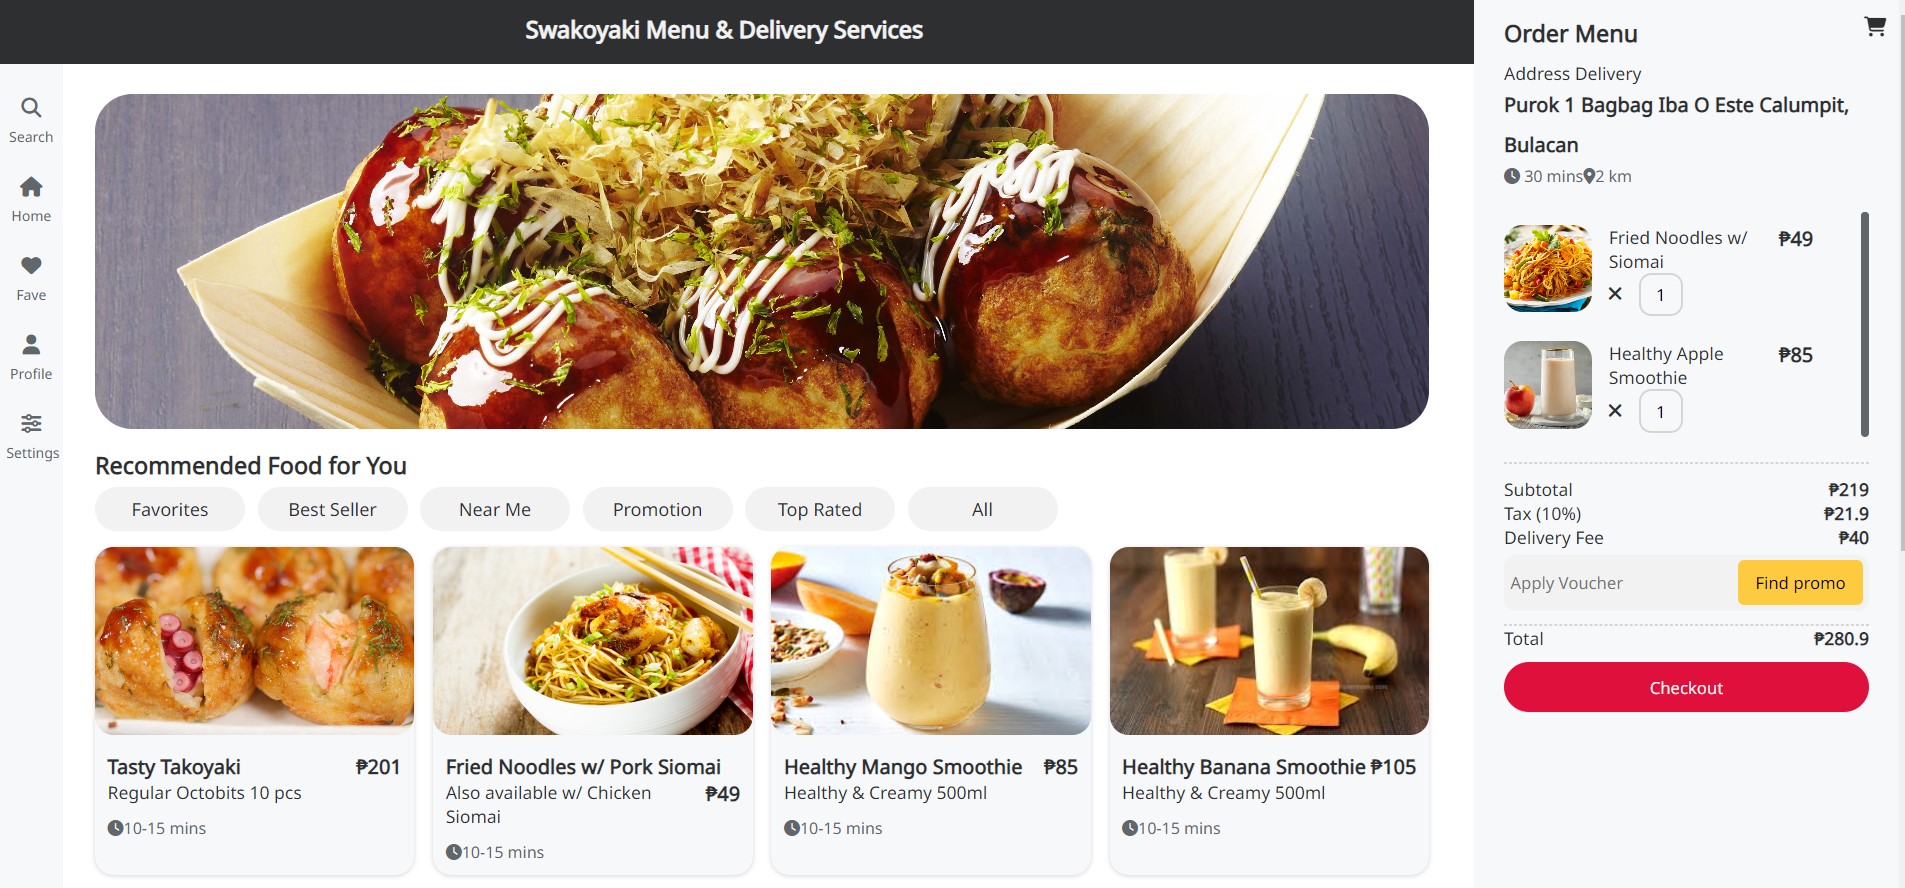 Swakoyaki Menu & Delivery Services
Search
Home
Fave
Profile
Settings
Recommended Food for You
Favorites
Best Seller
Near Me
Promotion
Top Rated
All
Tasty Takoyaki ₱201
Regular Octobits 10 pcs
10-15 mins
Fried Noodles w/ Pork Siomai
Also available w/ Chicken ₱49
Siomai
10-15 mins
Healthy Mango Smoothie ₱85
Healthy & Creamy 500ml
10-15 mins
Healthy Banana Smoothie ₱105
Healthy & Creamy 500ml
10-15 mins
Order Menu
Address Delivery
Purok 1 Bagbag Iba O Este Calumpit,
Bulacan
30 mins 2 km
Fried Noodles w/ ₱49
Siomai
1
Healthy Apple ₱85
Smoothie
1
Subtotal ₱219
Tax (10%) ₱21.9
Delivery Fee ₱40
Apply Voucher Find promo
Total ₱280.9
Checkout